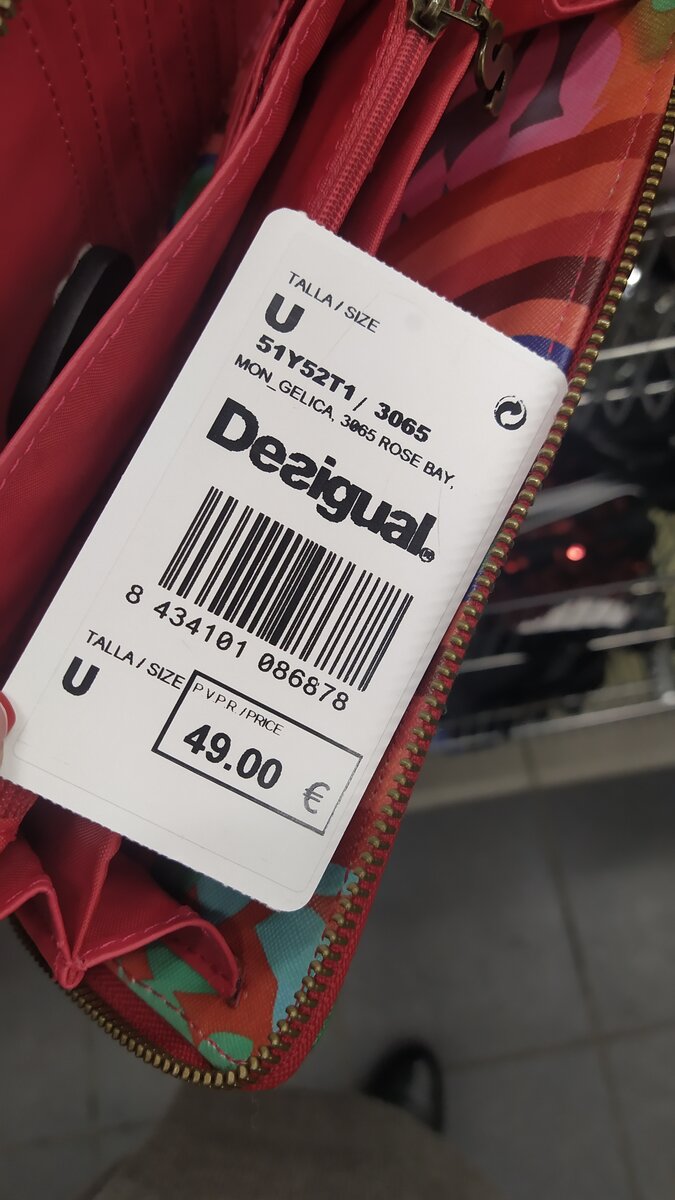 TALLA / SIZE
U
51Y52T1 / 3065
MON_GELICA, 3065 ROSE BAY,
Desigual®
8 434101 086878
TALLA / SIZE
U
P V P R / PRICE
49.00 €